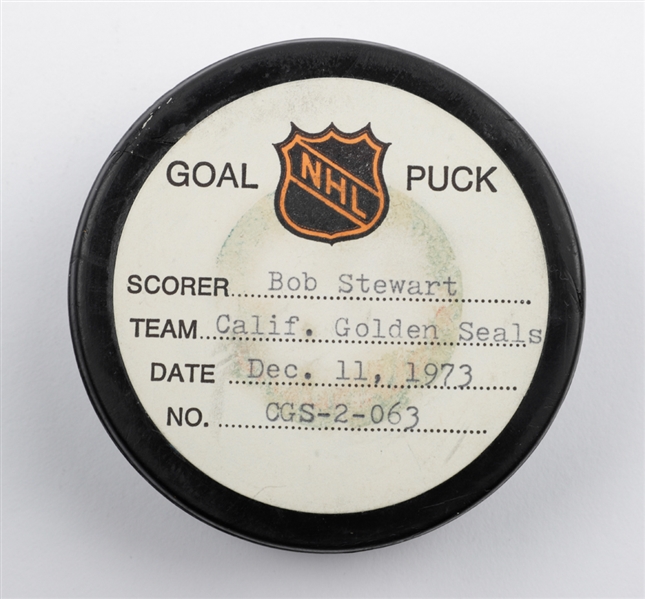 GOAL NHL PUCK
SCORER Bob Stewart
TEAM Calif. Golden Seals
DATE Dec. 11, 1973
NO. CGS-2-063